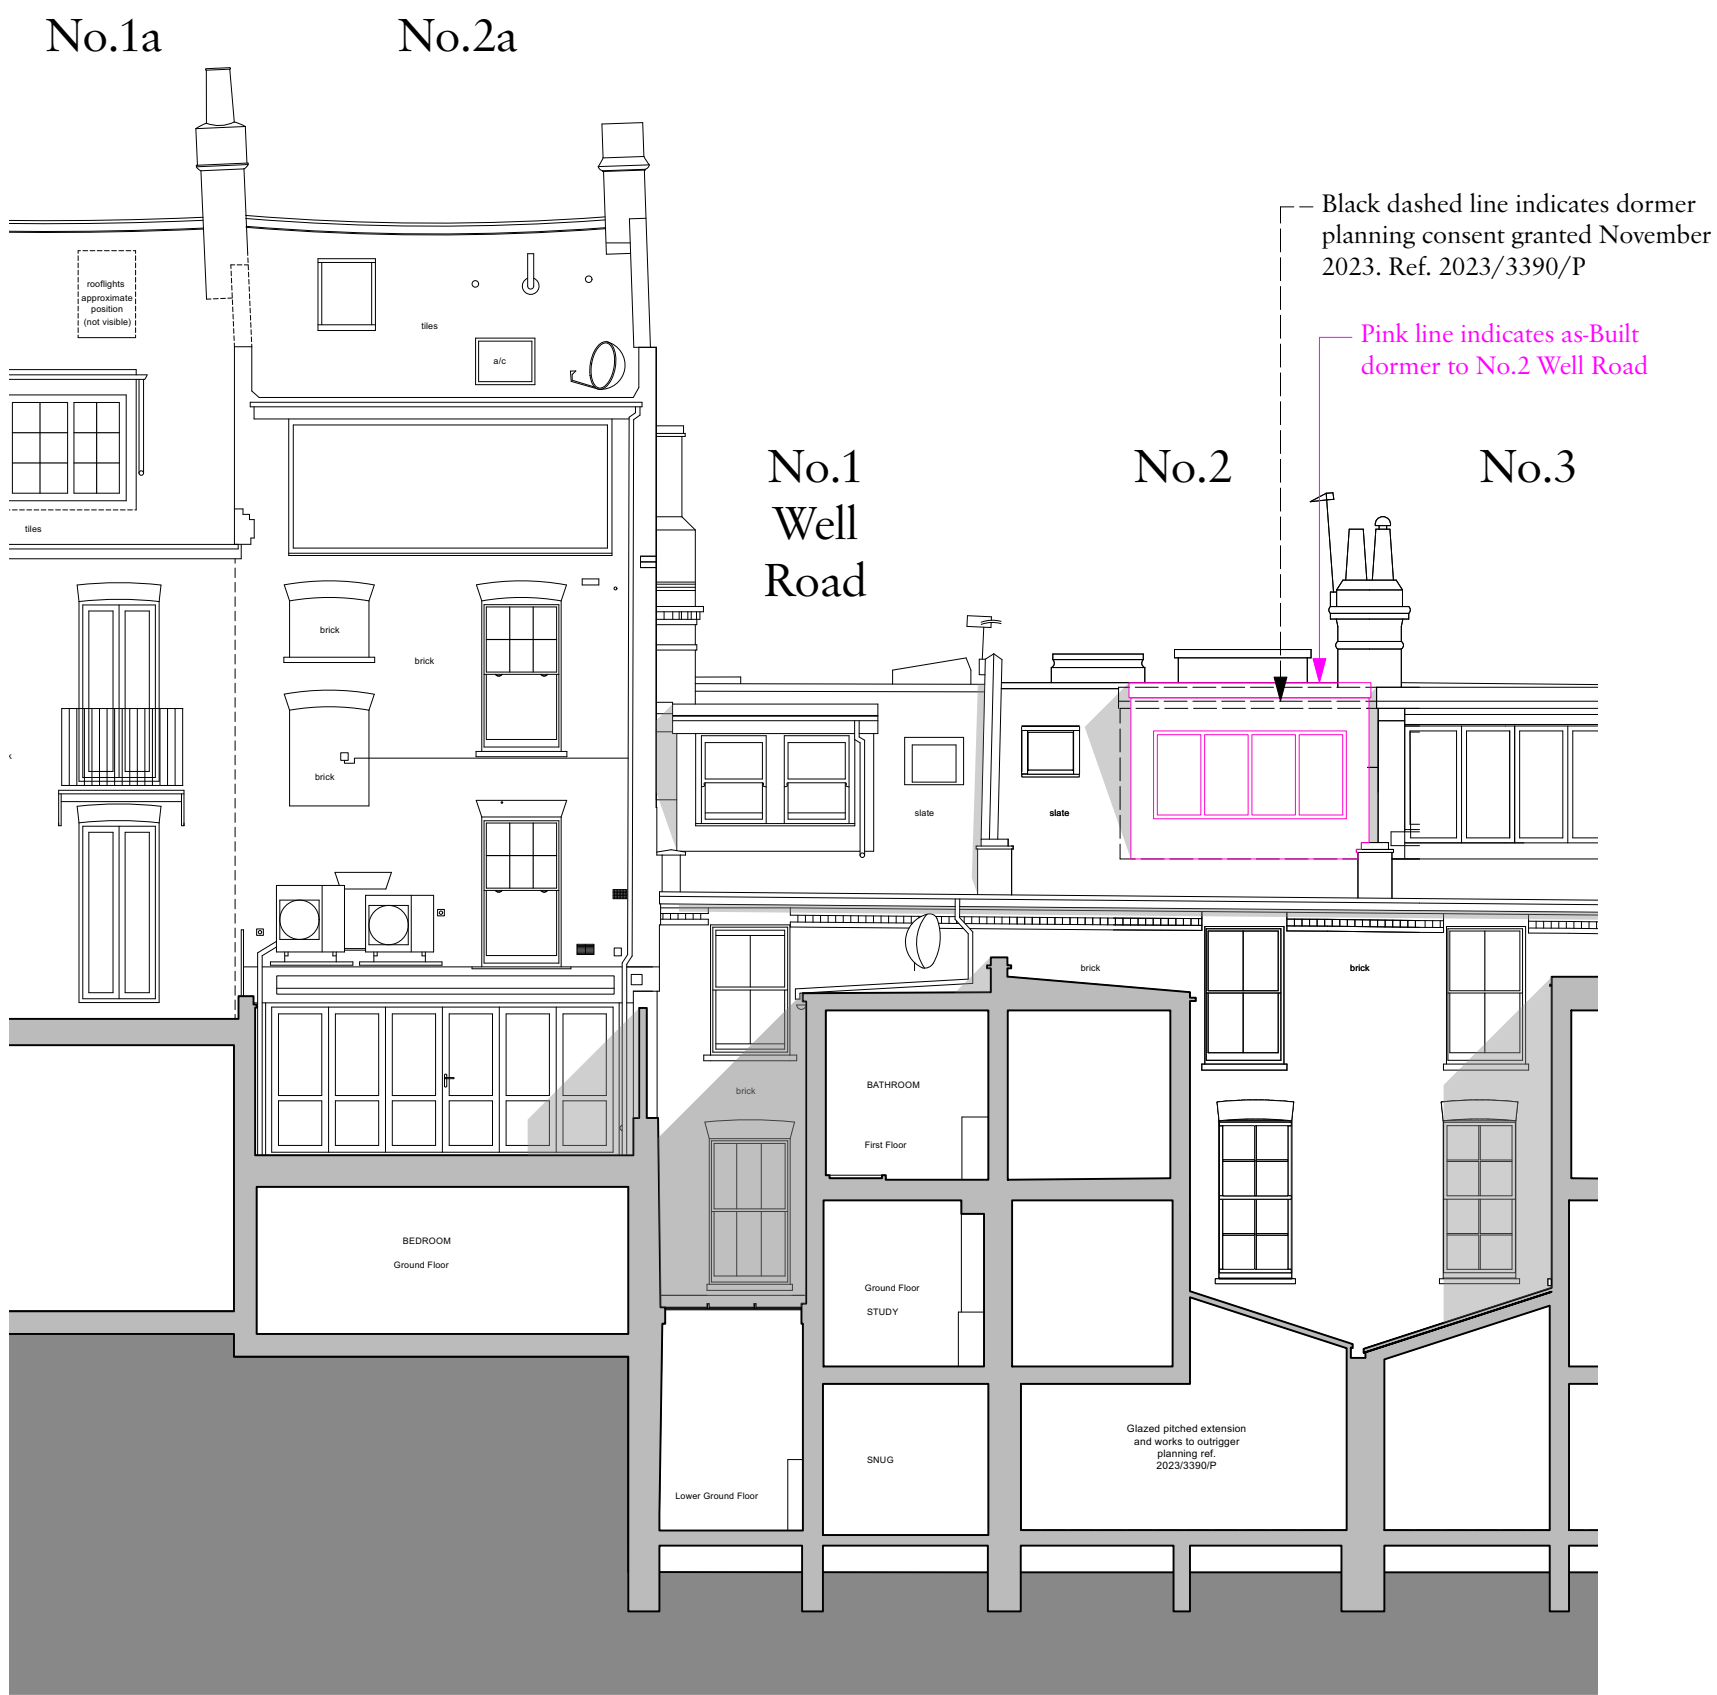 No.1a
No.2a
Black dashed line indicates dormer
planning consent granted November
2023. Ref. 2023/3390/P
rooflights
approximate
position
(not visible)
tiles
a/c
Pink line indicates as-Built
dormer to No.2 Well Road
No.1
Well
Road
No.2
No.3
tiles
brick
brick
brick
slate
slate
brick
brick
brick
BATHROOM
First Floor
BEDROOM
Ground Floor
Ground Floor
STUDY
Glazed pitched extension
and works to outrigger
planning ref.
2023/3390/P
SNUG
Lower Ground Floor